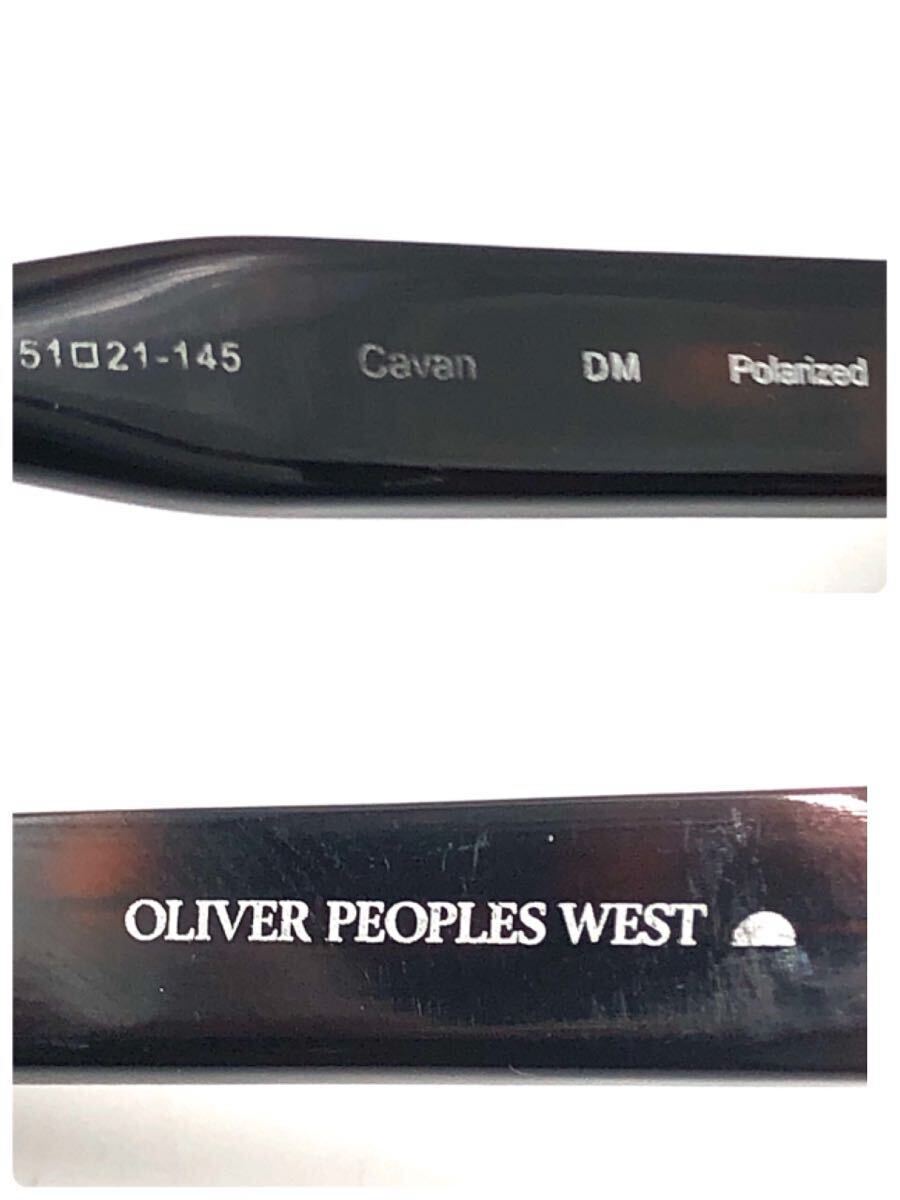 51□21-145 Cavan DM Polarized
OLIVER PEOPLES WEST